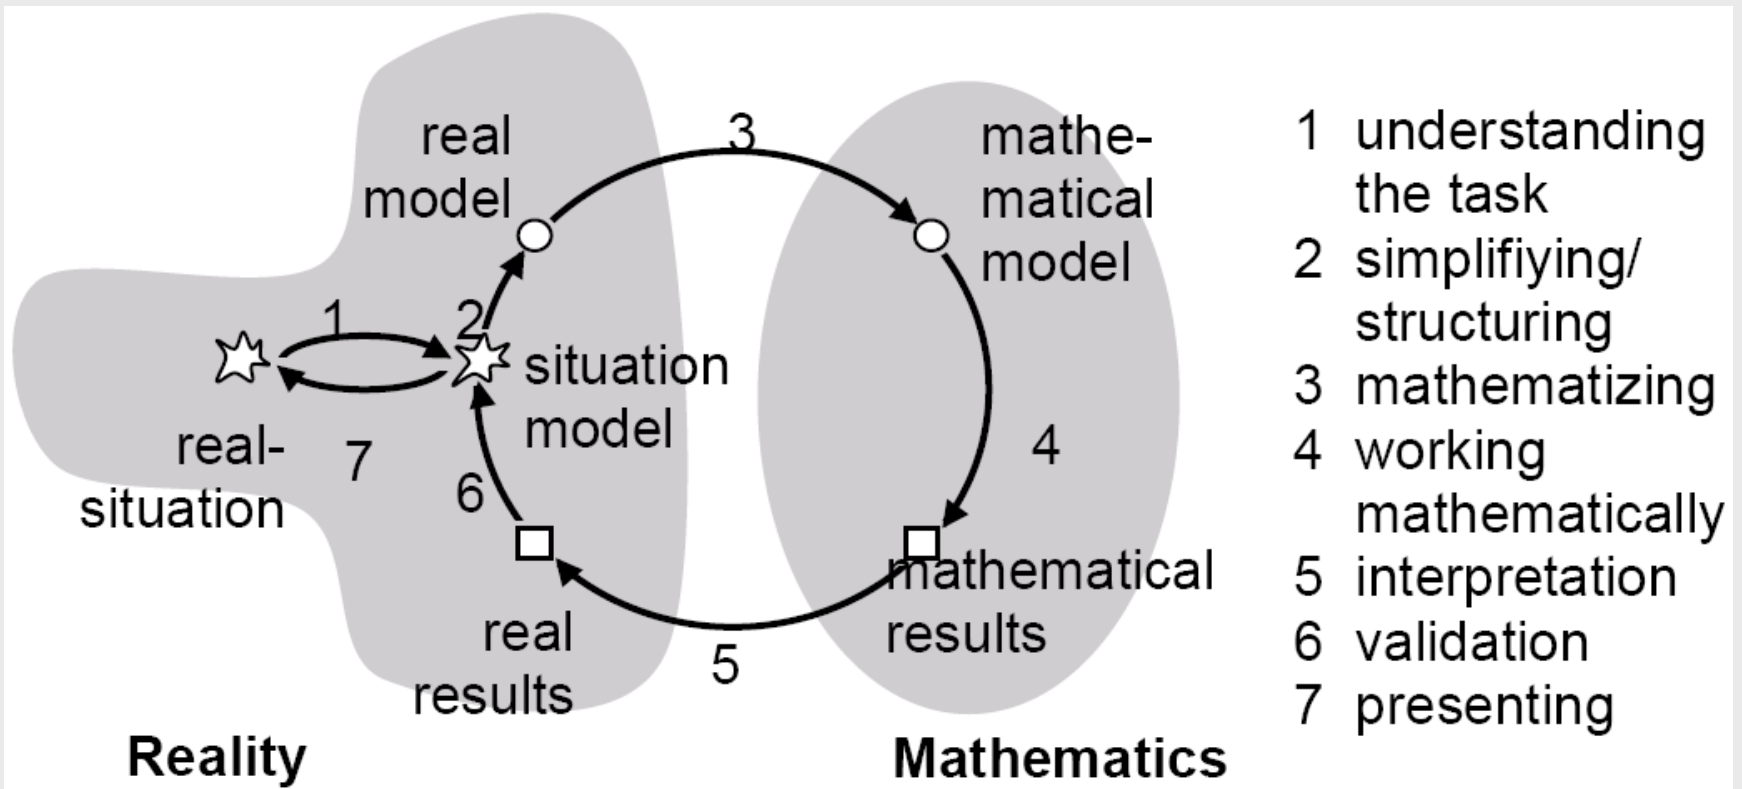 real
model
3
mathe-
matical
model
1
2
situation
model
real-
situation
7
6
4
real
results
5
mathematical
results
Reality
Mathematics
1 understanding
the task
2 simplifiying/
structuring
3 mathematizing
4 working
mathematically
5 interpretation
6 validation
7 presenting